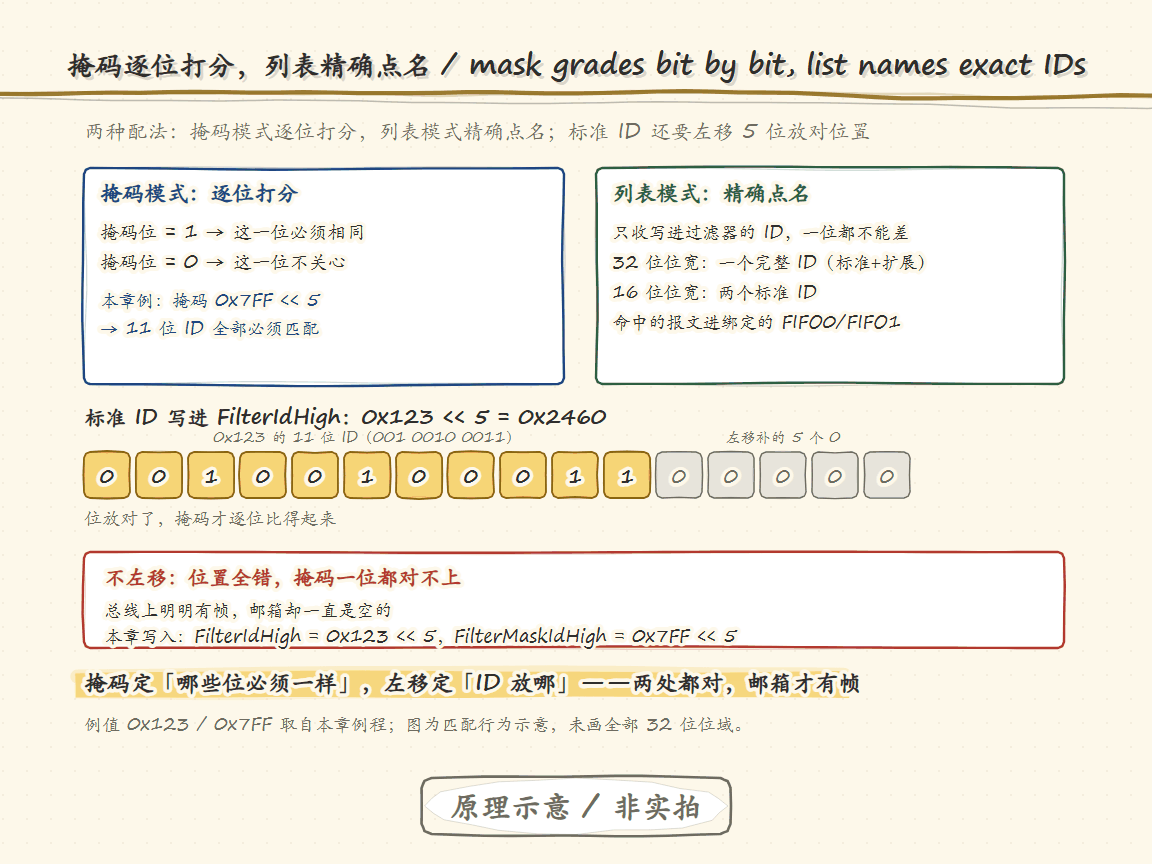 掩码逐位打分，列表精确点名 / mask grades bit by bit, list names exact IDs
两种配法：掩码模式逐位打分，列表模式精确点名；标准 ID 还要左移 5 位放对位置
掩码模式：逐位打分
掩码位 = 1 → 这一位必须相同
掩码位 = 0 → 这一位不关心
本章例：掩码 0x7FF << 5
→ 11 位 ID 全部必须匹配
列表模式：精确点名
只收写进过滤器的 ID，一位都不能差
32 位位宽：一个完整 ID（标准+扩展）
16 位位宽：两个标准 ID
命中的报文进绑定的 FIFO0/FIFO1
标准 ID 写进 FilterIdHigh：0x123 << 5 = 0x2460
0x123 的 11 位 ID（001 0010 0011）
左移补的 5 个 0
0 0 1 0 0 1 0 0 0 1 1 0 0 0 0 0
位放对了，掩码才逐位比得起来
不左移：位置全错，掩码一位都对不上
总线上明明有帧，邮箱却一直是空的
本章写入：FilterIdHigh = 0x123 << 5，FilterMaskIdHigh = 0x7FF << 5
掩码定「哪些位必须一样」，左移定「ID 放哪」——两处都对，邮箱才有帧
例值 0x123 / 0x7FF 取自本章例程；图为匹配行为示意，未画全部 32 位位域。
原理示意 / 非实拍